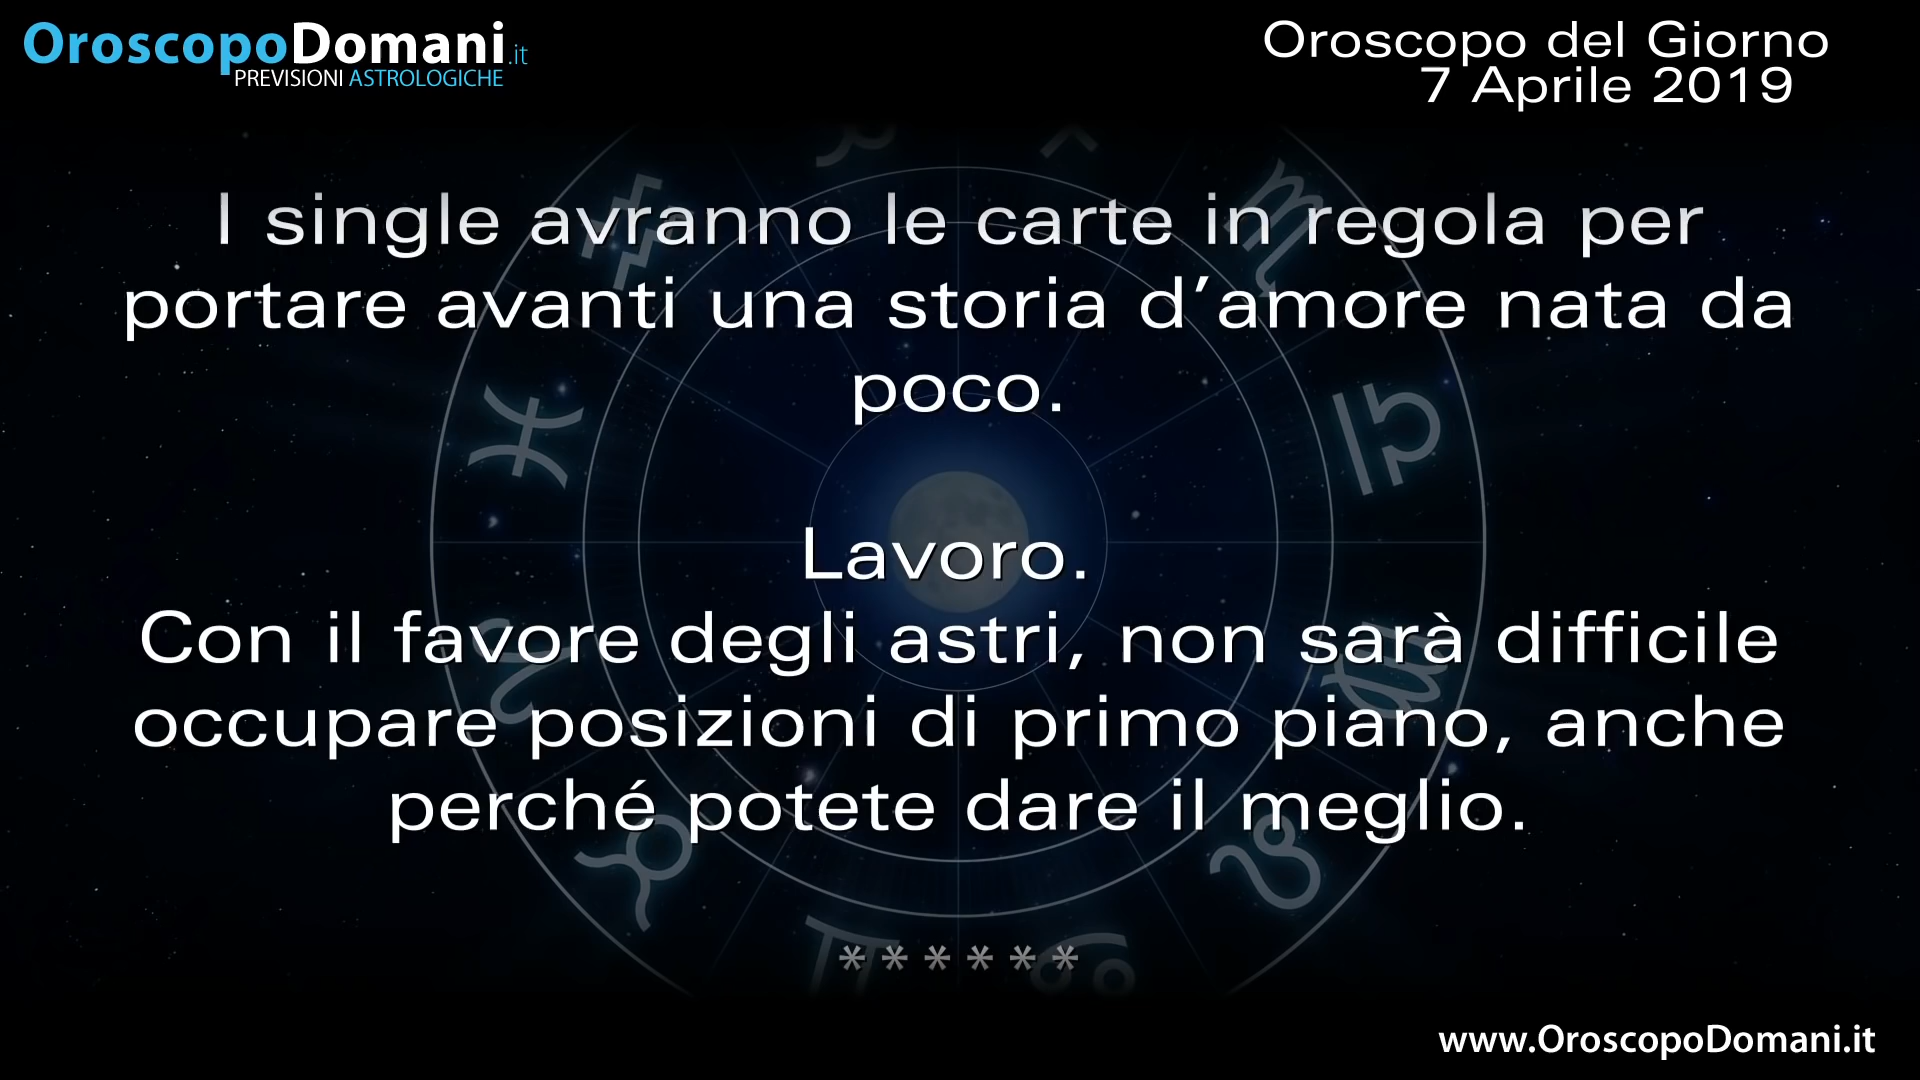 OroscopoDomani.it
PREVISIONI ASTROLOGICHE
Oroscopo del Giorno
7 Aprile 2019
I single avranno le carte in regola per
portare avanti una storia d’amore nata da
poco.
Lavoro.
Con il favore degli astri, non sarà difficile
occupare posizioni di primo piano, anche
perché potete dare il meglio.
******
www.OroscopoDomani.it